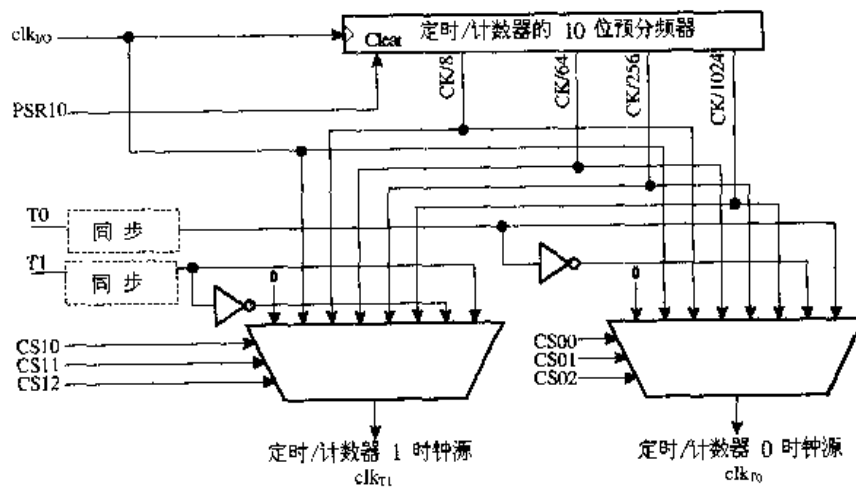 clkI/O
定时/计数器的 10 位预分频器
Clear
PSR10
CK/8
CK/64
CK/256
CK/1024
T0
同步
T1
同步
0
0
CS10
CS11
CS12
CS00
CS01
CS02
定时/计数器 1 时钟源
clkT1
定时/计数器 0 时钟源
clkT0